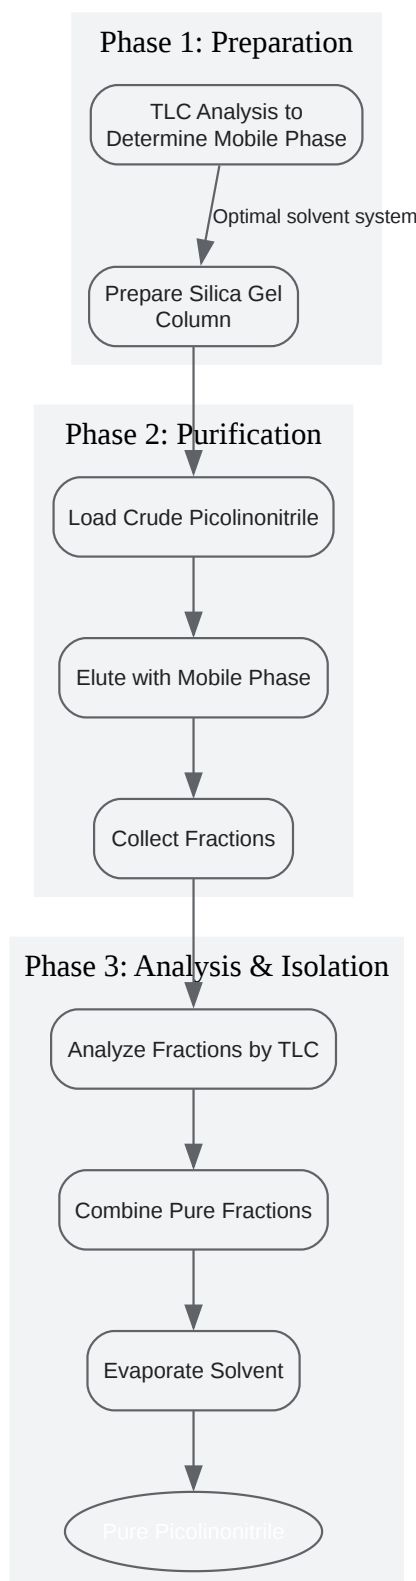 Phase 1: Preparation
TLC Analysis to
Determine Mobile Phase
Optimal solvent system
Prepare Silica Gel
Column
Phase 2: Purification
Load Crude Picolinonitrile
Elute with Mobile Phase
Collect Fractions
Phase 3: Analysis & Isolation
Analyze Fractions by TLC
Combine Pure Fractions
Evaporate Solvent
Pure Picolinonitrile